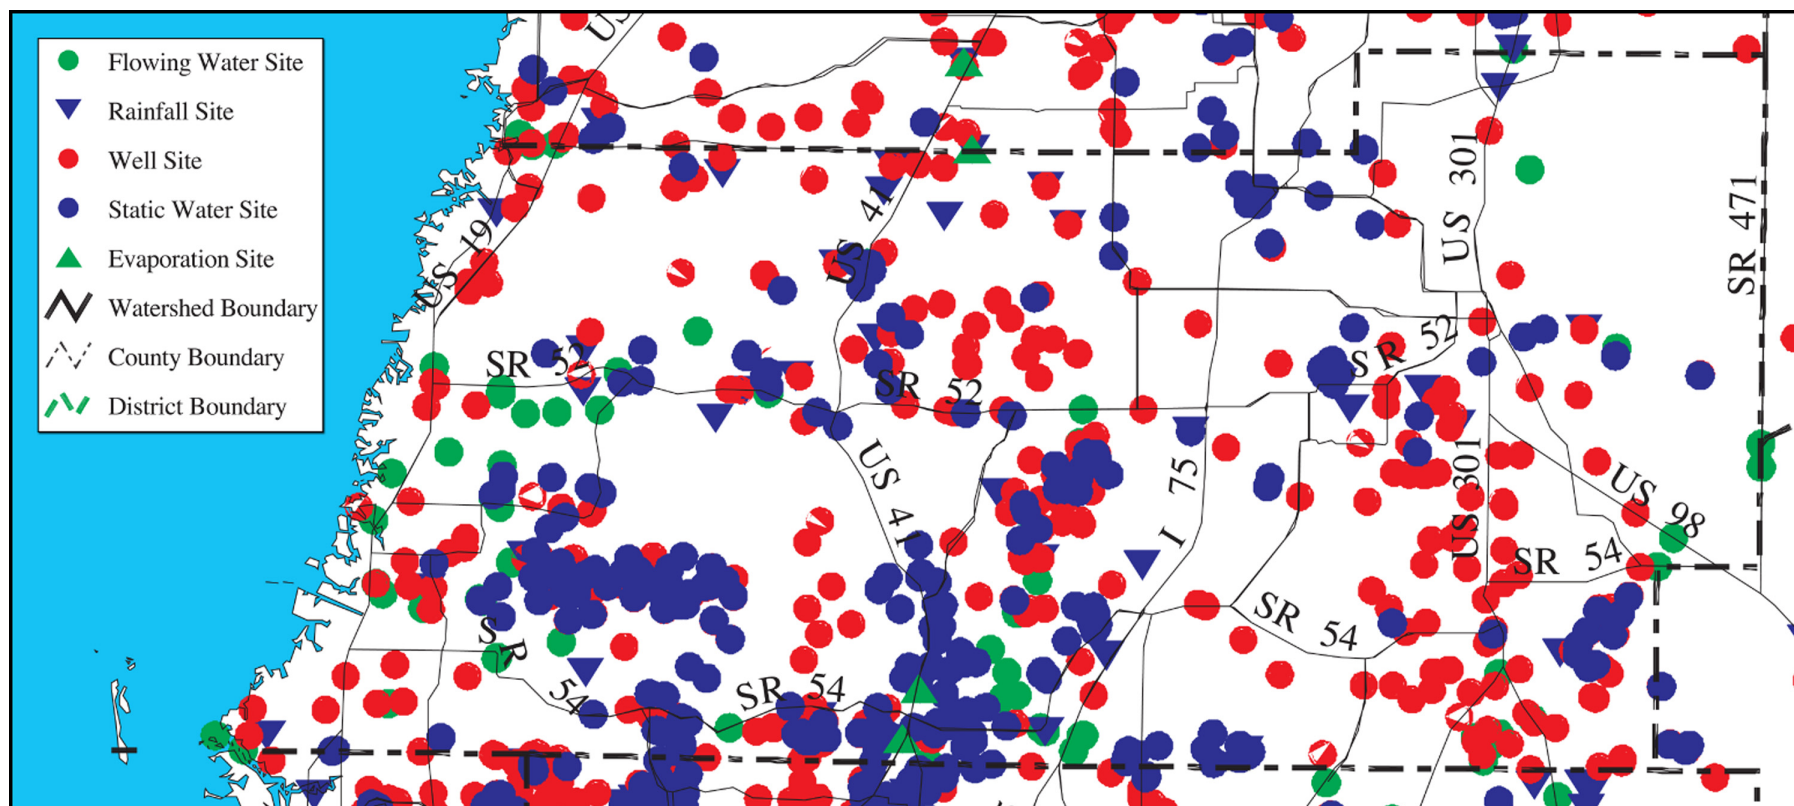 Flowing Water Site
Rainfall Site
Well Site
Static Water Site
Evaporation Site
Watershed Boundary
County Boundary
District Boundary
US
US 19
US 41
US 301
SR 471
SR 52
SR 52
SR 52
US 41
I 75
US 301
US 98
SR 54
SR 54
SR 54
SR 54